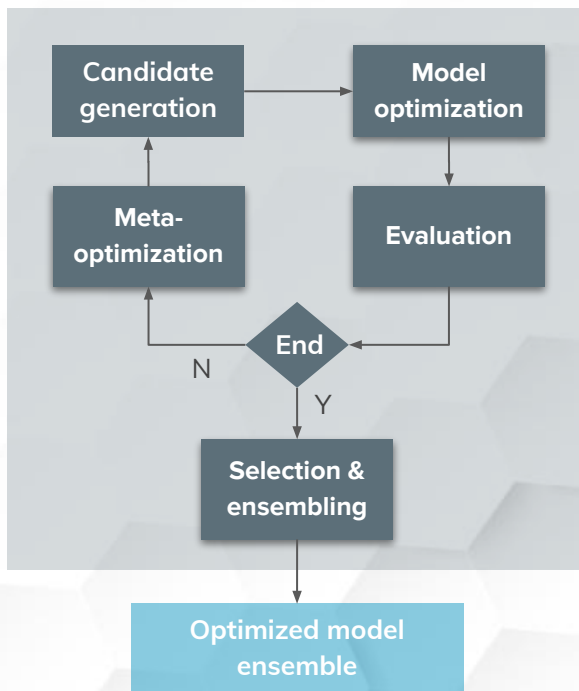 Candidate
generation
Model
optimization
Meta-
optimization
Evaluation
End
N
Y
Selection &
ensembling
Optimized model
ensemble